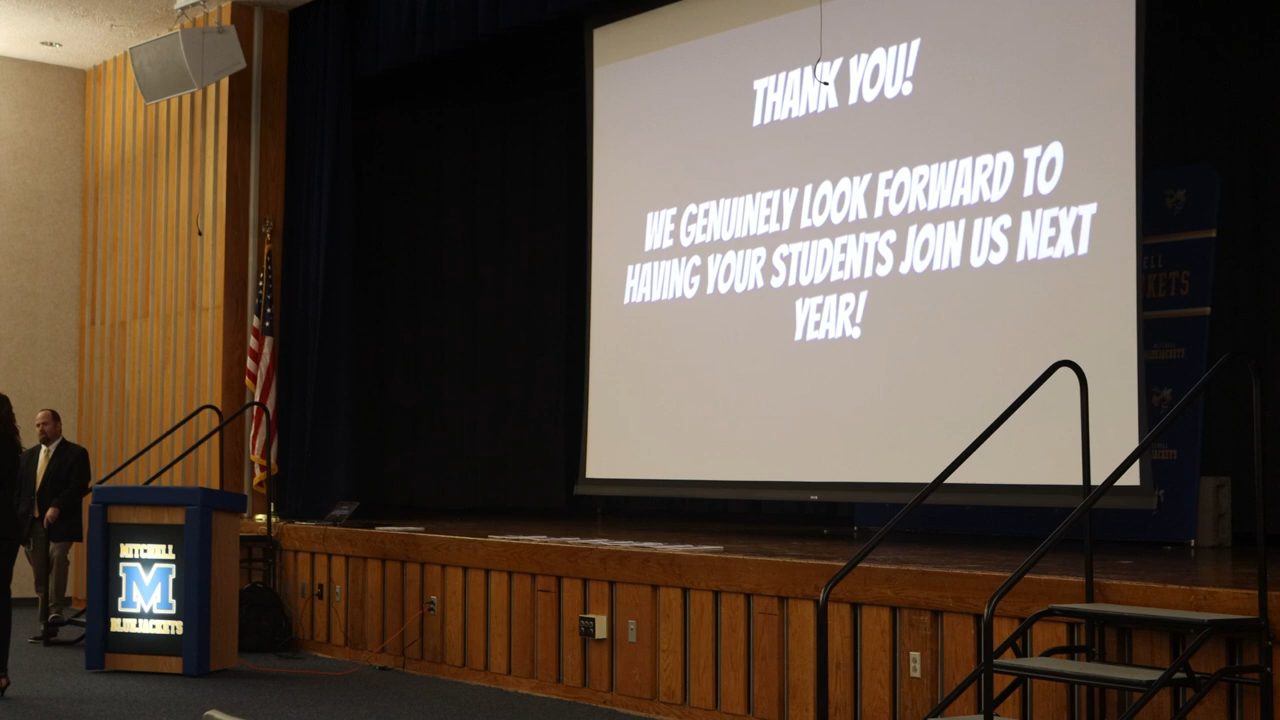 THANK YOU!
WE GENUINELY LOOK FORWARD TO
HAVING YOUR STUDENTS JOIN US NEXT
YEAR!
MITCHELL
M
BLUEJACKETS